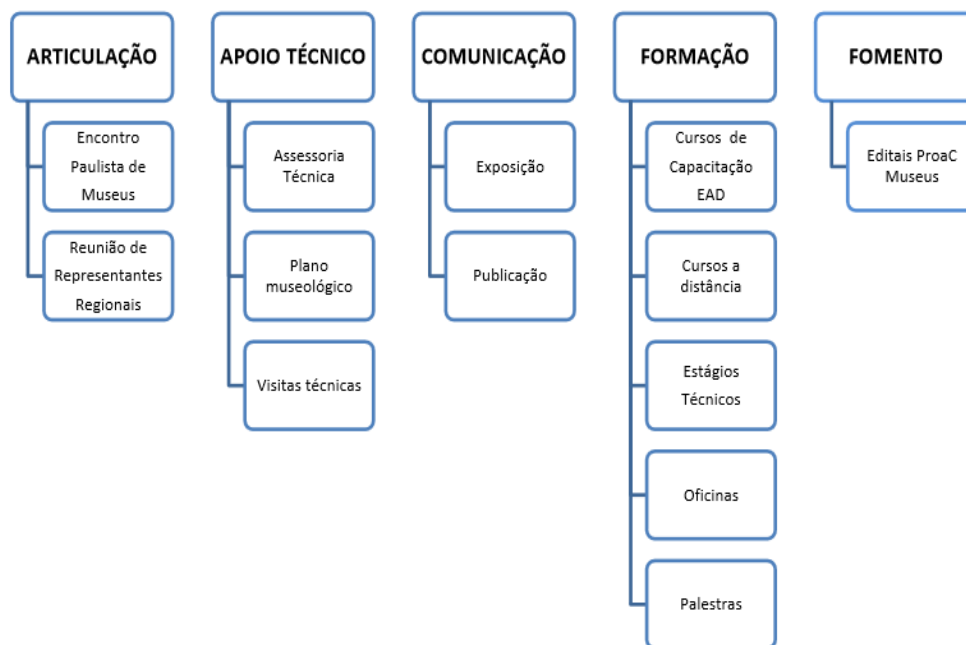 ARTICULAÇÃO
Encontro
Paulista de
Museus
Reunião de
Representantes
Regionais
APOIO TÉCNICO
Assessoria
Técnica
Plano
museológico
Visitas técnicas
COMUNICAÇÃO
Exposição
Publicação
FORMAÇÃO
Cursos de
Capacitação
EAD
Cursos a
distância
Estágios
Técnicos
Oficinas
Palestras
FOMENTO
Editais ProaC
Museus